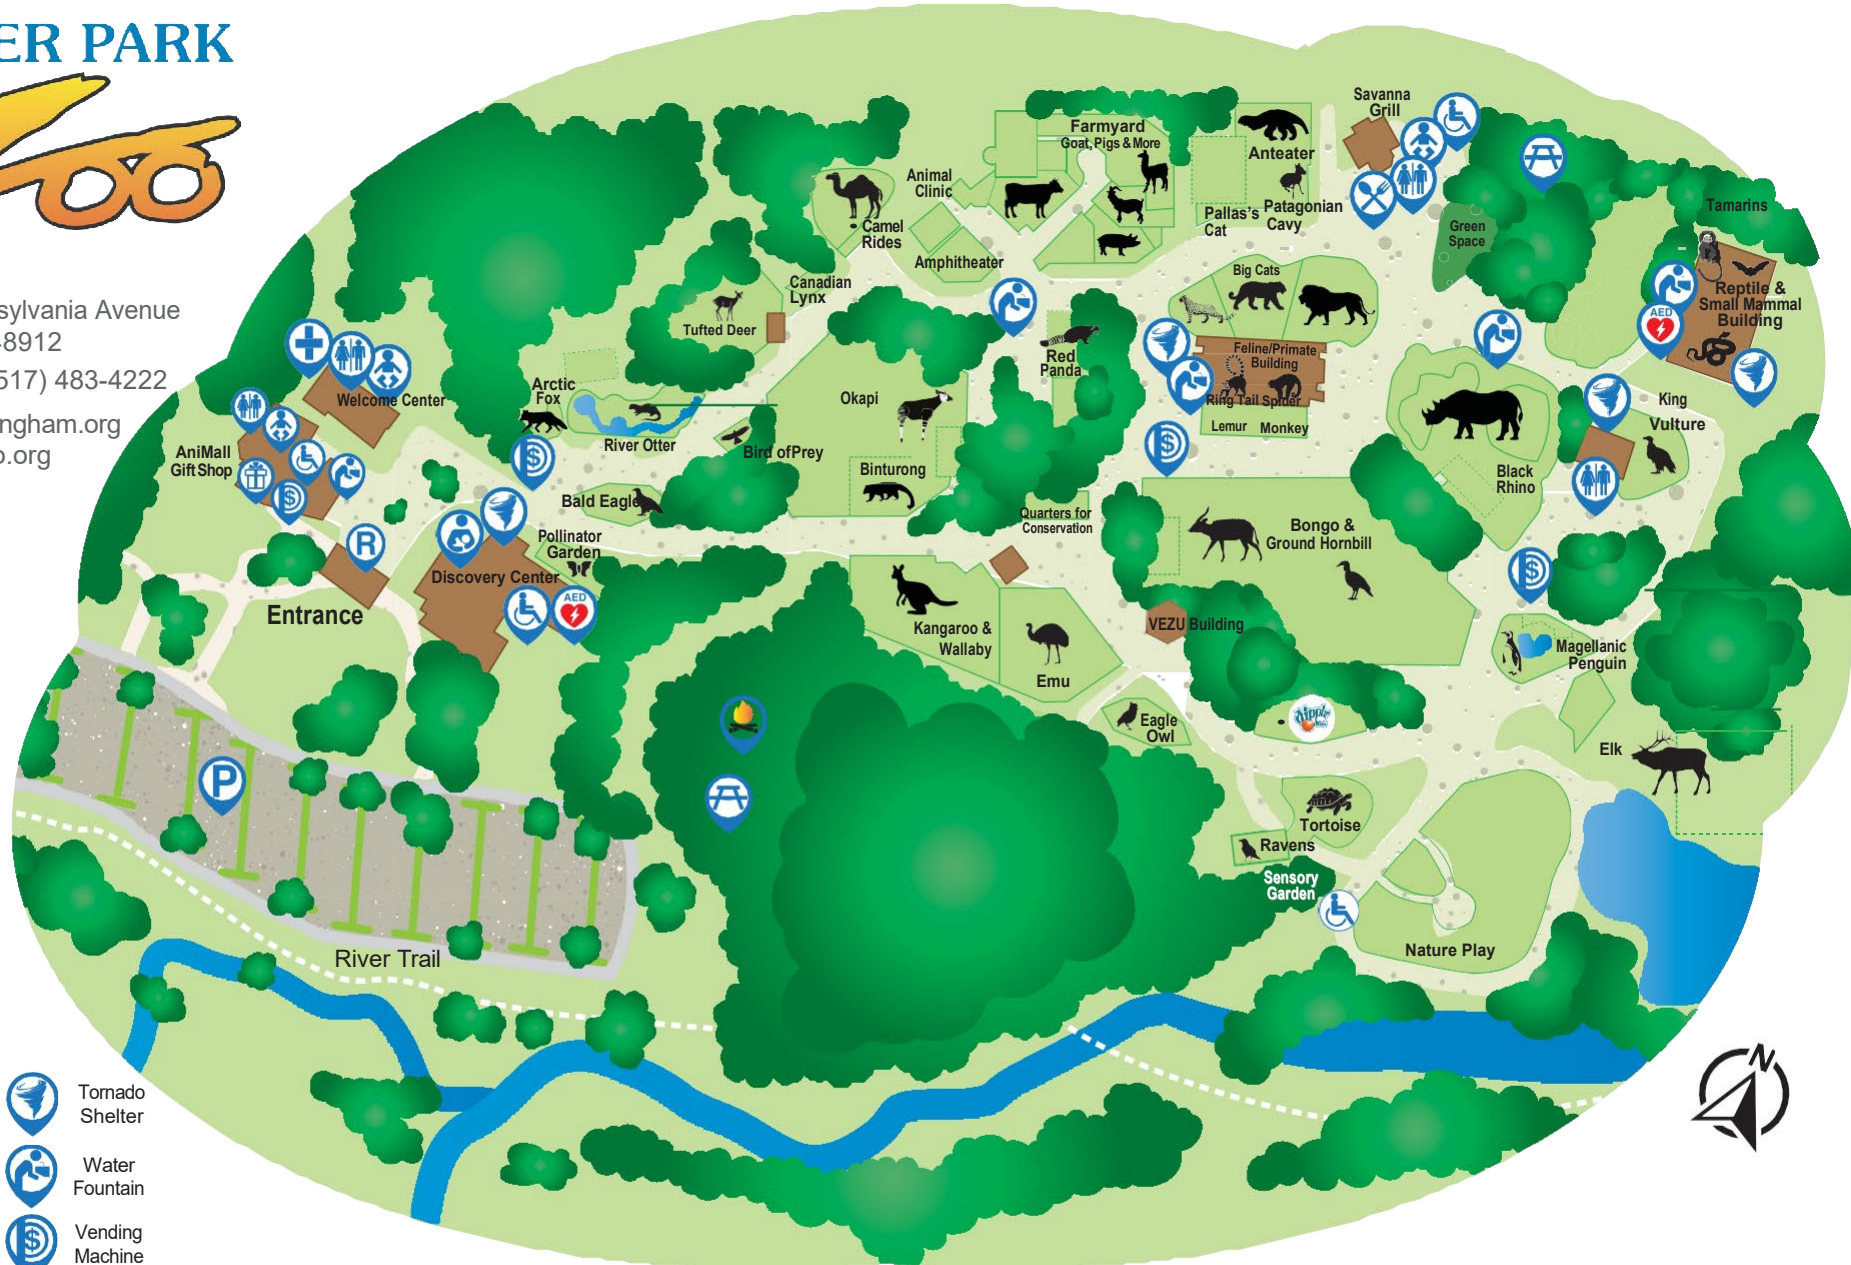 ER PARK
sylvania Avenue
8912
517) 483-4222
ingham.org
o.org
Savanna
Grill
Farmyard
Goat, Pigs & More
Anteater
Animal
Clinic
Pallas's
Cat
Patagonian
Cavy
Camel
Rides
Green
Space
Tamarins
Amphitheater
Big Cats
Canadian
Lynx
Reptile &
Small Mammal
Building
AED
Tufted Deer
Red
Panda
Feline/Primate
Building
Ring Tail Spider
Lemur Monkey
Welcome Center
Arctic
Fox
Okapi
King
Vulture
River Otter
Bird of Prey
AniMall
Gift Shop
Binturong
Black
Rhino
Bald Eagle
Quarters for
Conservation
Bongo &
Ground Hornbill
Pollinator
Garden
R
Discovery Center
AED
Entrance
Kangaroo &
Wallaby
VEZU Building
Magellanic
Penguin
Emu
Eagle
Owl
dippin
Elk
P
Tortoise
Ravens
Sensory
Garden
Nature Play
River Trail
N
Tornado
Shelter
Water
Fountain
Vending
Machine